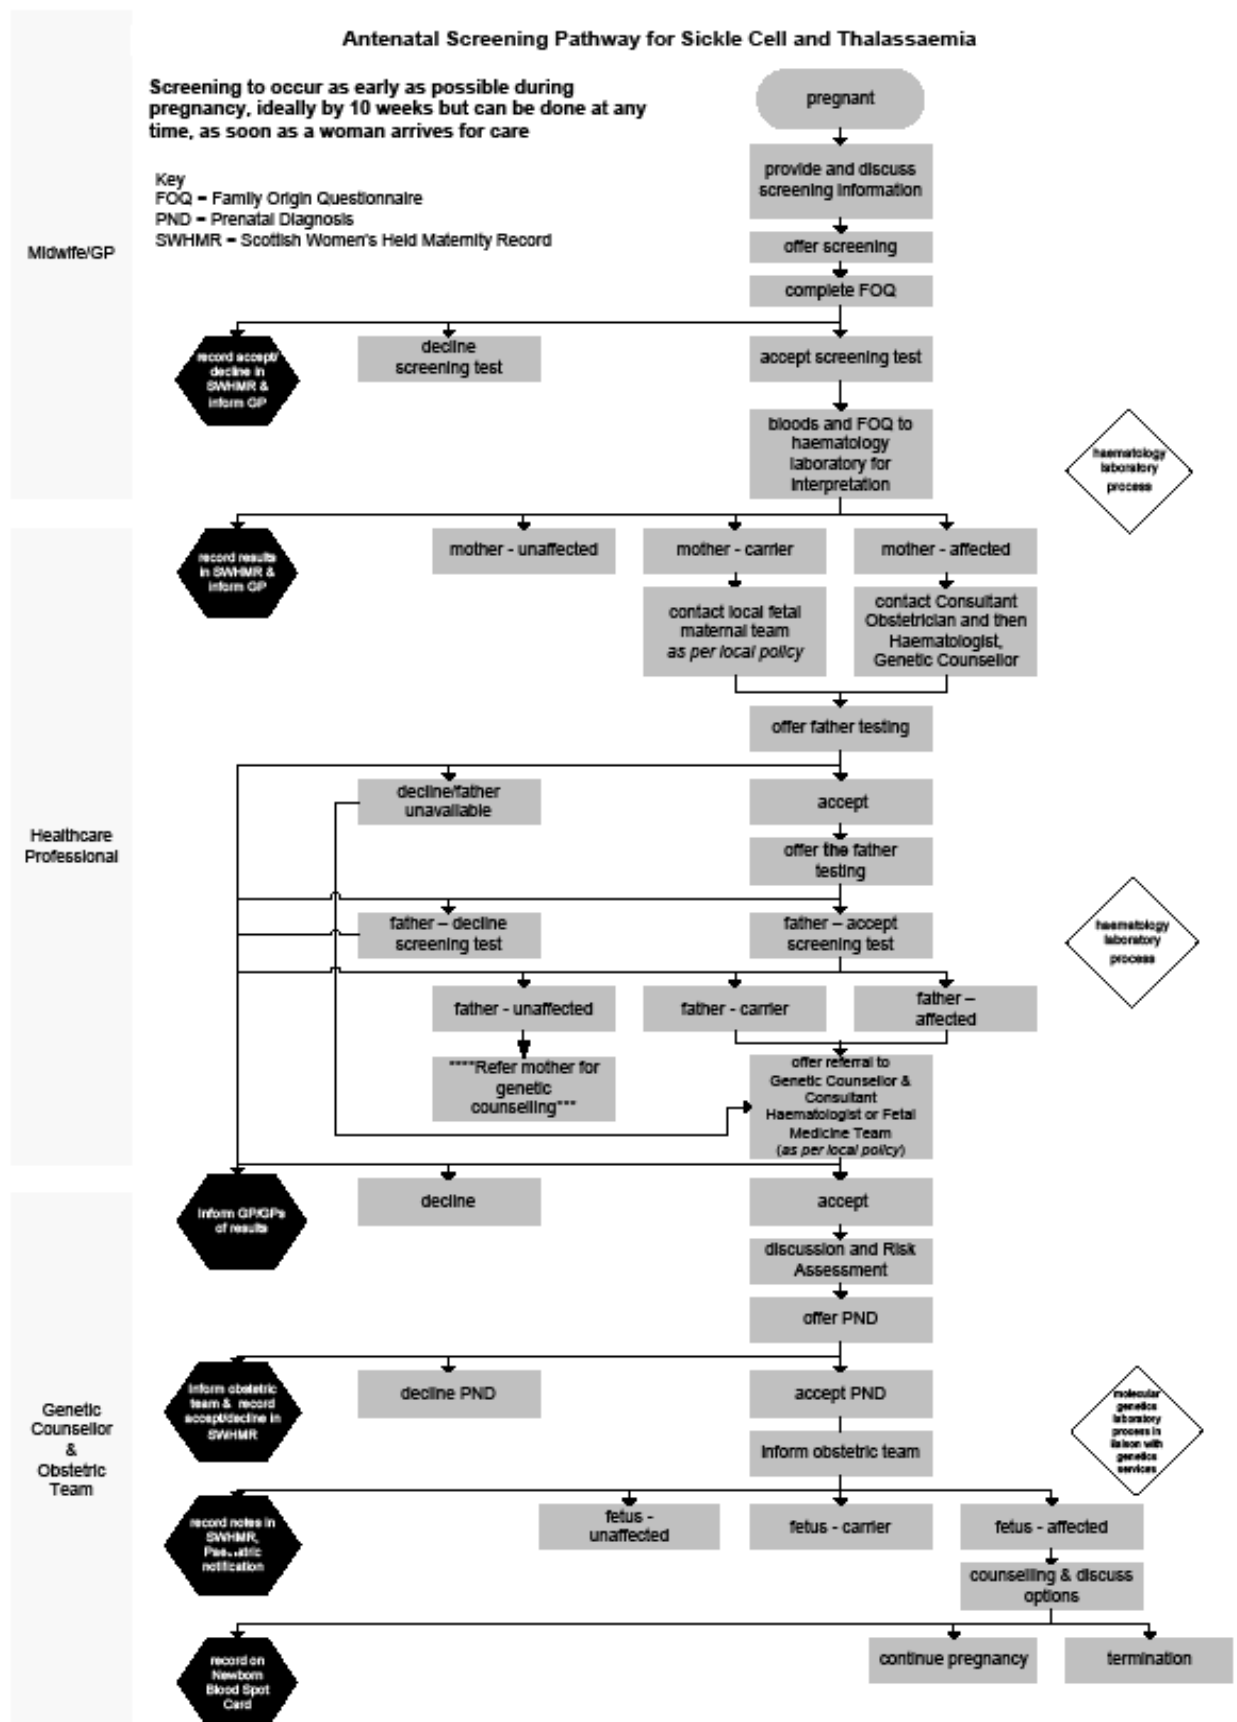 Antenatal Screening Pathway for Sickle Cell and Thalassaemia
Screening to occur as early as possible during
pregnancy, ideally by 10 weeks but can be done at any
time, as soon as a woman arrives for care
Key
FOQ = Family Origin Questionnaire
PND = Prenatal Diagnosis
SWHMR = Scottish Women's Held Maternity Record
Midwife/GP
pregnant
provide and discuss
screening information
offer screening
complete FOQ
record accept/
decline in
SWHMR &
inform GP
decline
screening test
accept screening test
bloods and FOQ to
haematology
laboratory for
interpretation
haematology
laboratory
process
Healthcare
Professional
record results
in SWHMR &
inform GP
mother - unaffected
mother - carrier
mother - affected
contact local fetal
maternal team
as per local policy
contact Consultant
Obstetrician and then
Haematologist,
Genetic Counsellor
offer father testing
decline/father
unavailable
accept
offer the father
testing
father – decline
screening test
father – accept
screening test
haematology
laboratory
process
father - unaffected
father - carrier
father –
affected
****Refer mother for
genetic
counselling***
offer referral to
Genetic Counsellor &
Consultant
Haematologist or Fetal
Medicine Team
(as per local policy)
Genetic
Counsellor
&
Obstetric
Team
Inform GP/GPs
of results
decline
accept
discussion and Risk
Assessment
offer PND
Inform obstetric
team & record
accept/decline in
SWHMR
decline PND
accept PND
Inform obstetric team
molecular
genetics
laboratory
process in
liaison with
genetics
services
record notes in
SWHMR,
Paediatric
notification
fetus -
unaffected
fetus - carrier
fetus - affected
counselling & discuss
options
record on
Newborn
Blood Spot
Card
continue pregnancy
termination